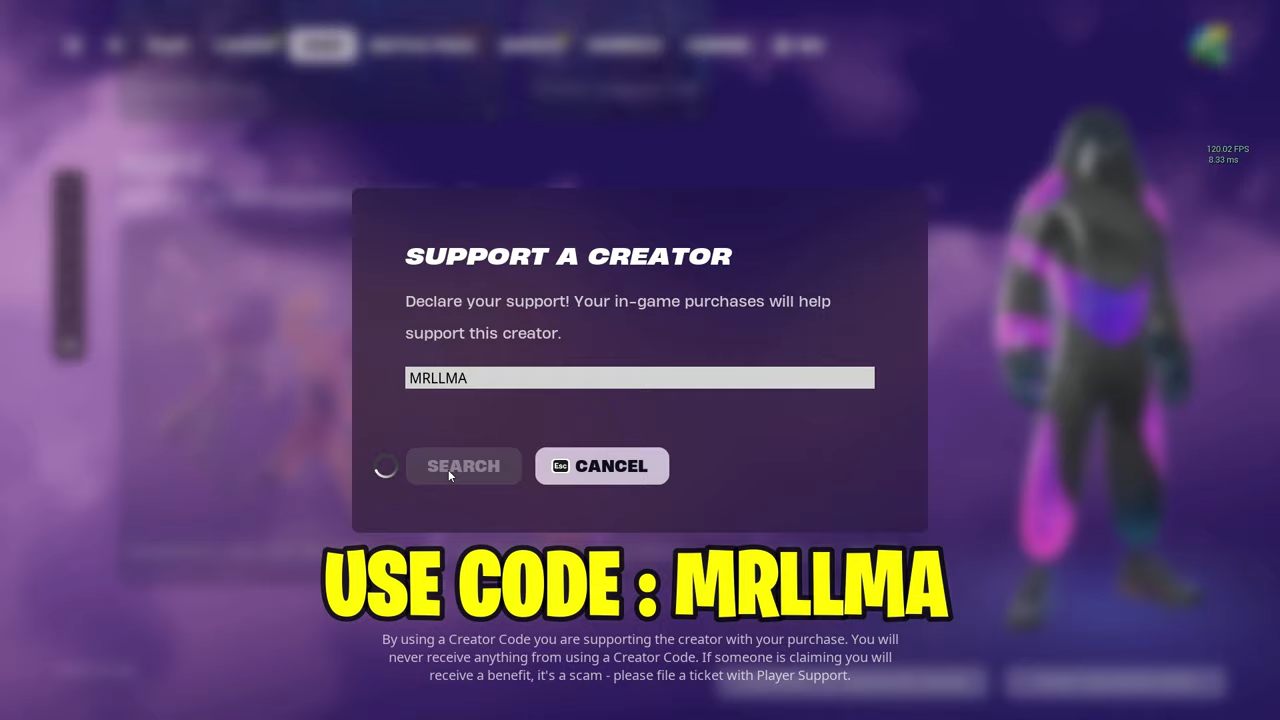 120.02 FPS
8.33 ms
SUPPORT A CREATOR
Declare your support! Your in-game purchases will help
support this creator.
MRLLMA
SEARCH
Esc CANCEL
USE CODE : MRLLMA
By using a Creator Code you are supporting the creator with your purchase. You will
never receive anything from using a Creator Code. If someone is claiming you will
receive a benefit, it's a scam - please file a ticket with Player Support.